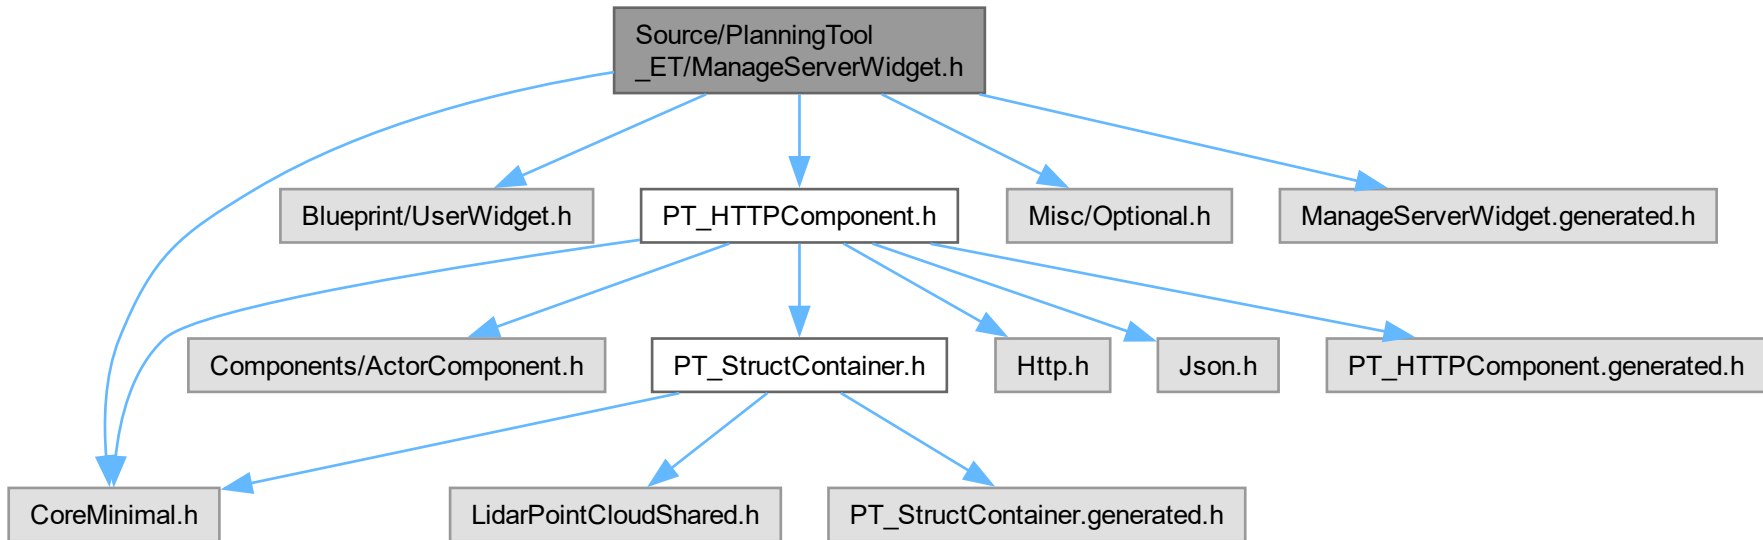 Source/PlanningTool
_ET/ManageServerWidget.h
Blueprint/UserWidget.h
PT_HTTPComponent.h
Misc/Optional.h
ManageServerWidget.generated.h
Components/ActorComponent.h
PT_StructContainer.h
Http.h
Json.h
PT_HTTPComponent.generated.h
CoreMinimal.h
LidarPointCloudShared.h
PT_StructContainer.generated.h